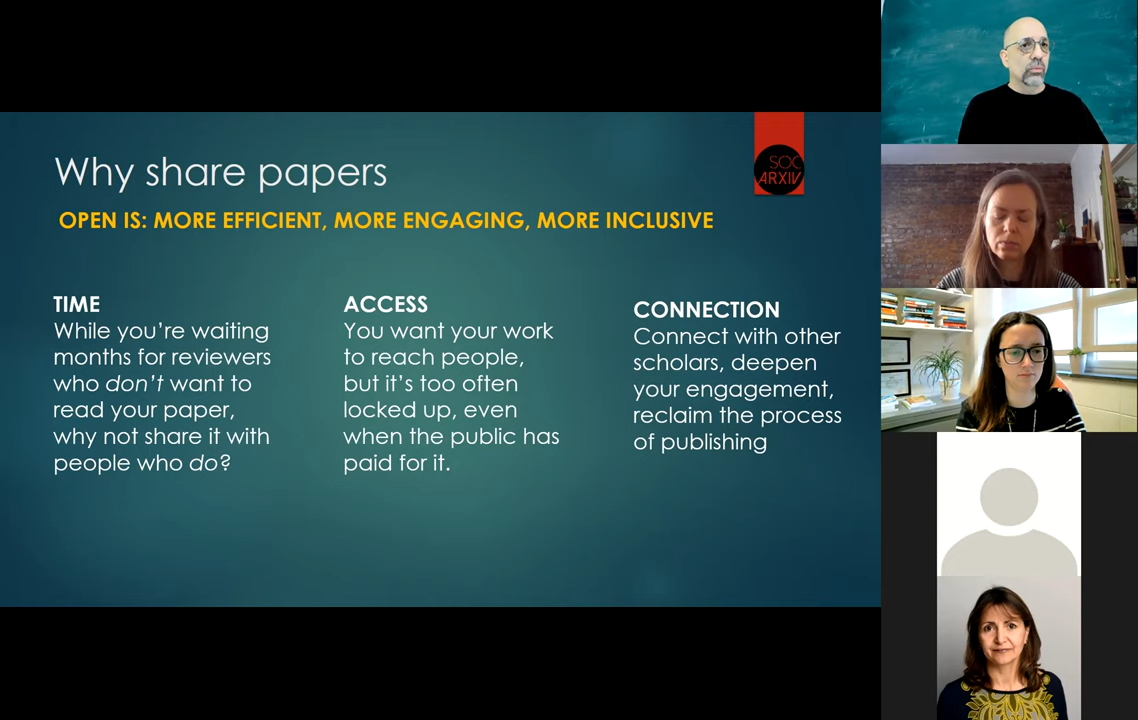 Why share papers
SOC
ARXIV
OPEN IS: MORE EFFICIENT, MORE ENGAGING, MORE INCLUSIVE
TIME
While you’re waiting
months for reviewers
who don’t want to
read your paper,
why not share it with
people who do?
ACCESS
You want your work
to reach people,
but it’s too often
locked up, even
when the public has
paid for it.
CONNECTION
Connect with other
scholars, deepen
your engagement,
reclaim the process
of publishing